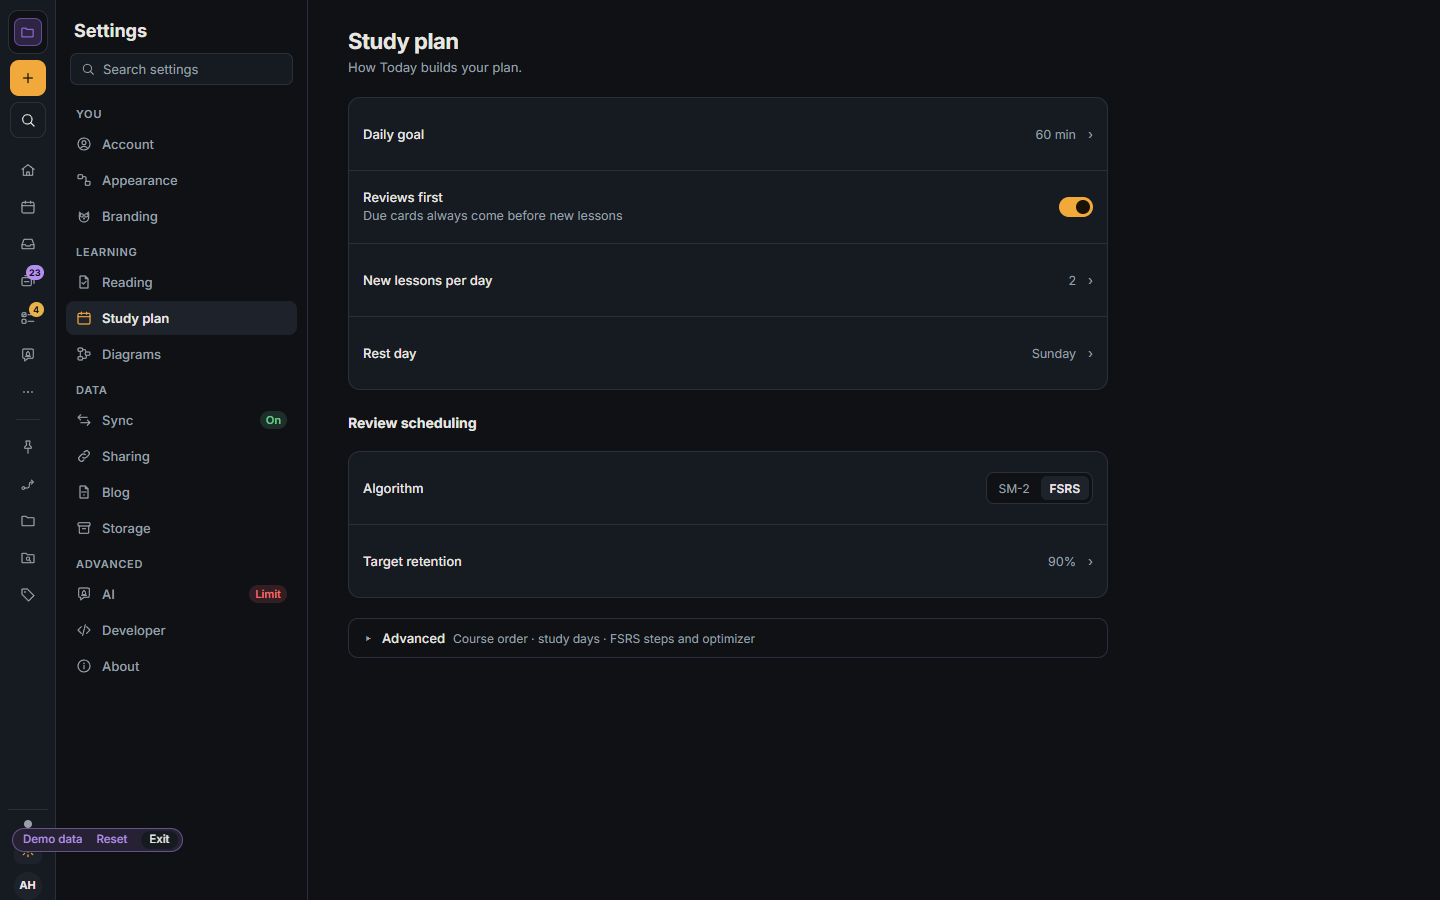 Settings
Search settings
YOU
Account
Appearance
Branding
LEARNING
Reading
Study plan
Diagrams
DATA
Sync On
Sharing
Blog
Storage
ADVANCED
AI Limit
Developer
About
23
4
Demo data Reset Exit
AH
Study plan
How Today builds your plan.
Daily goal 60 min
Reviews first
Due cards always come before new lessons
New lessons per day 2
Rest day Sunday
Review scheduling
Algorithm SM-2 FSRS
Target retention 90%
Advanced Course order · study days · FSRS steps and optimizer